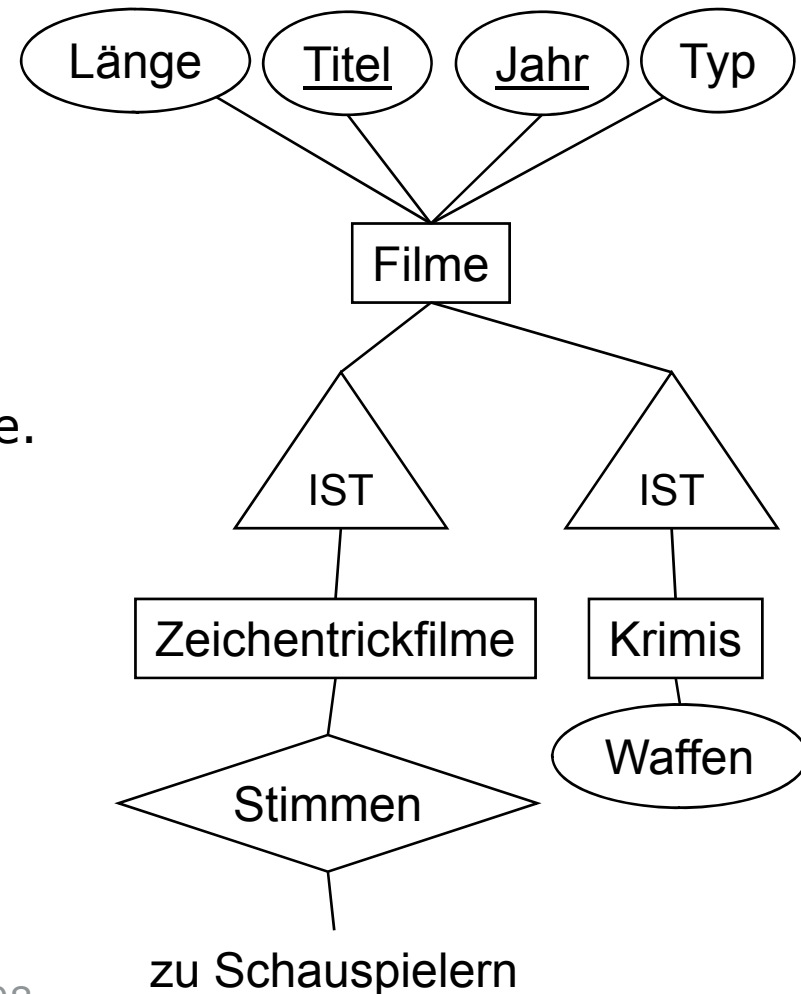 Länge Titel Jahr Typ
Filme
e.
IST IST
Zeichentrickfilme Krimis
Waffen
Stimmen
zu Schauspielern